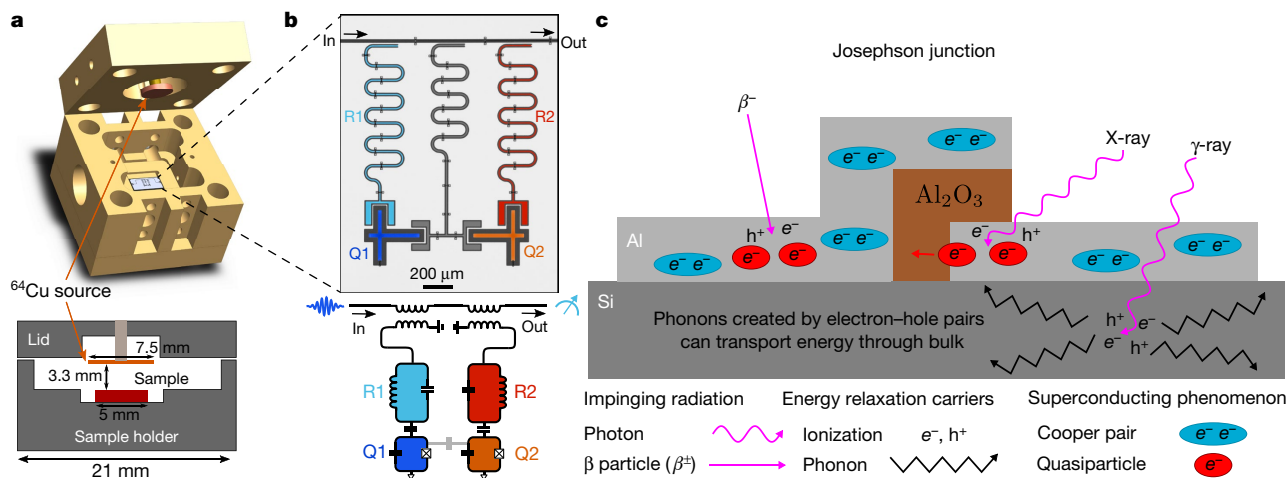 a
⁶⁴Cu source
Lid
7.5 mm
3.3 mm
Sample
5 mm
Sample holder
21 mm
b
In
Out
R1
R2
Q1
Q2
200 µm
In
Out
R1
R2
Q1
Q2
c
Josephson junction
β⁻
X-ray
γ-ray
e⁻ e⁻
e⁻ e⁻
Al₂O₃
Al
h⁺ e⁻
e⁻ h⁺
e⁻ e⁻
e⁻ e⁻
e⁻ e⁻
e⁻ e⁻
e⁻
e⁻
e⁻
e⁻
Si
Phonons created by electron–hole pairs
can transport energy through bulk
h⁺ e⁻
e⁻ h⁺
Impinging radiation
Energy relaxation carriers
Superconducting phenomenon
Photon
Ionization
e⁻, h⁺
Cooper pair
e⁻ e⁻
β particle (β±)
Phonon
Quasiparticle
e⁻